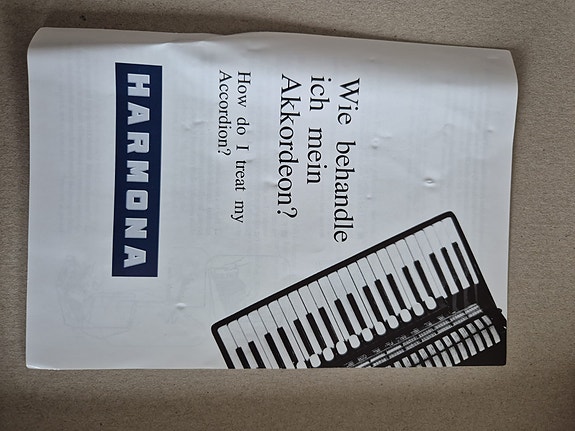 Wie behandle
ich mein
Akkordeon?
How do I treat my
Accordion?
HARMONA